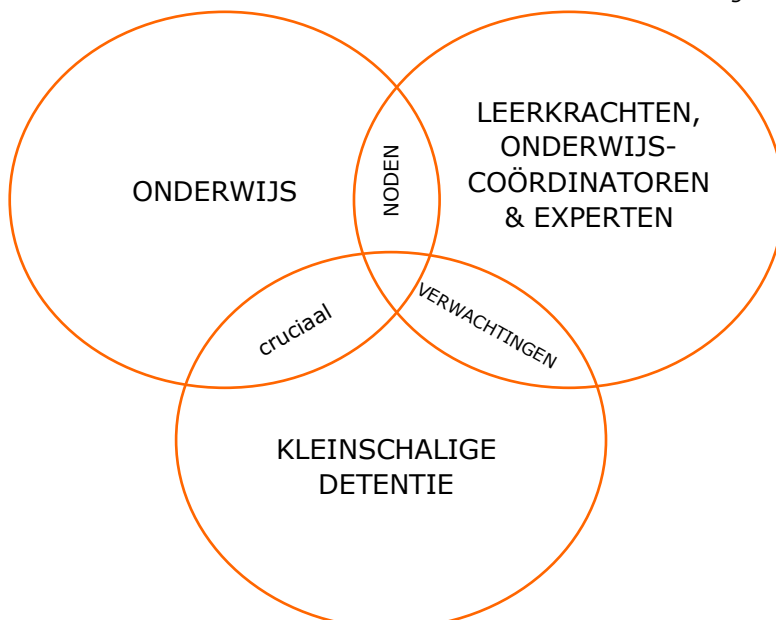 ONDERWIJS
NODEN
LEERKRACHTEN,
ONDERWIJS-
COÖRDINATOREN
& EXPERTEN
cruciaal
VERWACHTINGEN
KLEINSCHALIGE
DETENTIE